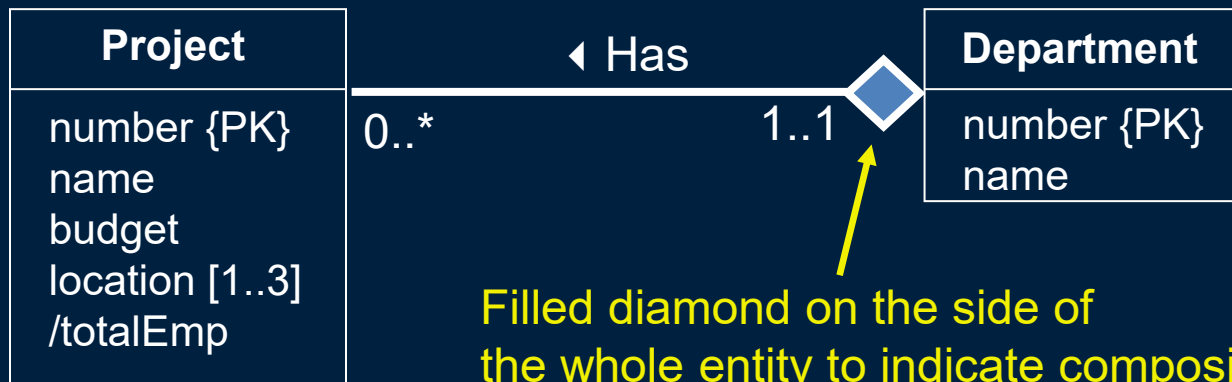 Project
number {PK}
name
budget
location [1..3]
/totalEmp
Has
0..*
1..1
Department
number {PK}
name
Filled diamond on the side of
the whole entity to indicate